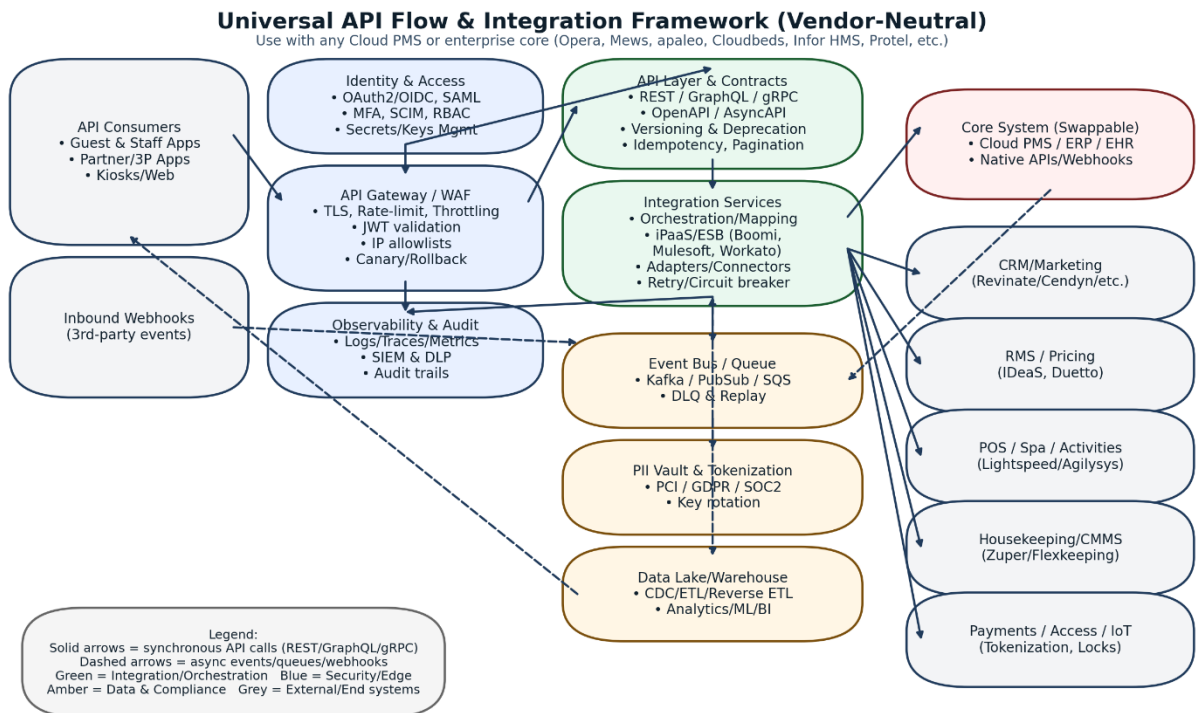 Universal API Flow & Integration Framework (Vendor-Neutral)
Use with any Cloud PMS or enterprise core (Opera, Mews, apaleo, Cloudbeds, Infor HMS, Protel, etc.)
API Consumers
• Guest & Staff Apps
• Partner/3P Apps
• Kiosks/Web
Inbound Webhooks
(3rd-party events)
Identity & Access
• OAuth2/OIDC, SAML
• MFA, SCIM, RBAC
• Secrets/Keys Mgmt
API Gateway / WAF
• TLS, Rate-limit, Throttling
• JWT validation
• IP allowlists
• Canary/Rollback
Observability & Audit
• Logs/Traces/Metrics
• SIEM & DLP
• Audit trails
API Layer & Contracts
• REST / GraphQL / gRPC
• OpenAPI / AsyncAPI
• Versioning & Deprecation
• Idempotency, Pagination
Integration Services
• Orchestration/Mapping
• iPaaS/ESB (Boomi,
Mulesoft, Workato)
• Adapters/Connectors
• Retry/Circuit breaker
Event Bus / Queue
• Kafka / PubSub / SQS
• DLQ & Replay
PII Vault & Tokenization
• PCI / GDPR / SOC2
• Key rotation
Data Lake/Warehouse
• CDC/ETL/Reverse ETL
• Analytics/ML/BI
Core System (Swappable)
• Cloud PMS / ERP / EHR
• Native APIs/Webhooks
CRM/Marketing
(Revinate/Cendyn/etc.)
RMS / Pricing
(IDeaS, Duetto)
POS / Spa / Activities
(Lightspeed/Agilysys)
Housekeeping/CMMS
(Zuper/Flexkeeping)
Payments / Access / IoT
(Tokenization, Locks)
Legend:
Solid arrows = synchronous API calls (REST/GraphQL/gRPC)
Dashed arrows = async events/queues/webhooks
Green = Integration/Orchestration Blue = Security/Edge
Amber = Data & Compliance Grey = External/End systems